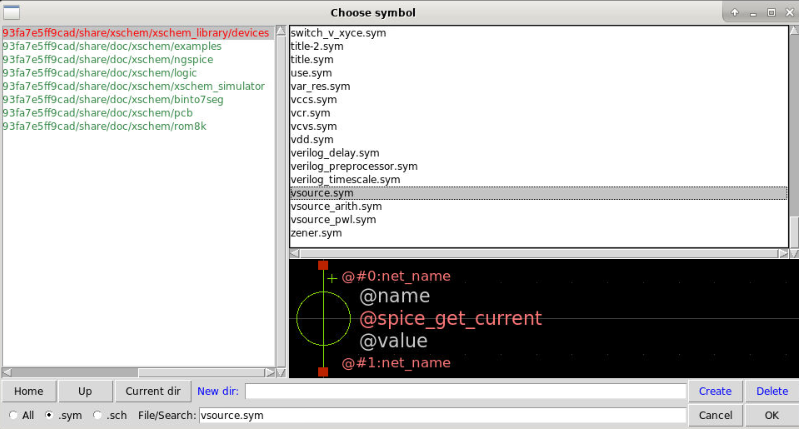 Choose symbol
93fa7e5ff9cad/share/xschem/xschem_library/devices
93fa7e5ff9cad/share/doc/xschem/examples
93fa7e5ff9cad/share/doc/xschem/ngspice
93fa7e5ff9cad/share/doc/xschem/logic
93fa7e5ff9cad/share/doc/xschem/xschem_simulator
93fa7e5ff9cad/share/doc/xschem/binto7seg
93fa7e5ff9cad/share/doc/xschem/pcb
93fa7e5ff9cad/share/doc/xschem/rom8k
switch_v_xyce.sym
title-2.sym
title.sym
use.sym
var_res.sym
vccs.sym
vcr.sym
vcvs.sym
vdd.sym
verilog_delay.sym
verilog_preprocessor.sym
verilog_timescale.sym
vsource.sym
vsource_arith.sym
vsource_pwl.sym
zener.sym
@#0:net_name
@name
@spice_get_current
@value
@#1:net_name
Home Up Current dir New dir: Create Delete
All .sym .sch File/Search: vsource.sym Cancel OK